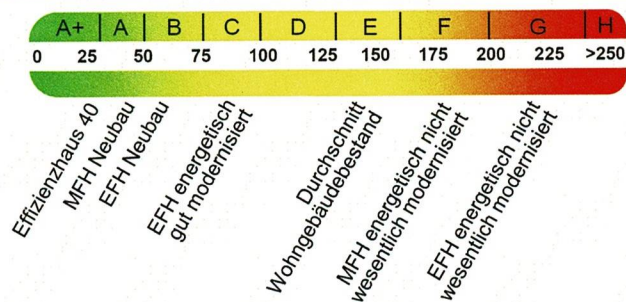 A+ A B C D E F G H
0 25 50 75 100 125 150 175 200 225 >250
Effizienzhaus 40
MFH Neubau
EFH Neubau
EFH energetisch
gut modernisiert
Durchschnitt
Wohngebäudebestand
MFH energetisch nicht
wesentlich modernisiert
EFH energetisch nicht
wesentlich modernisiert